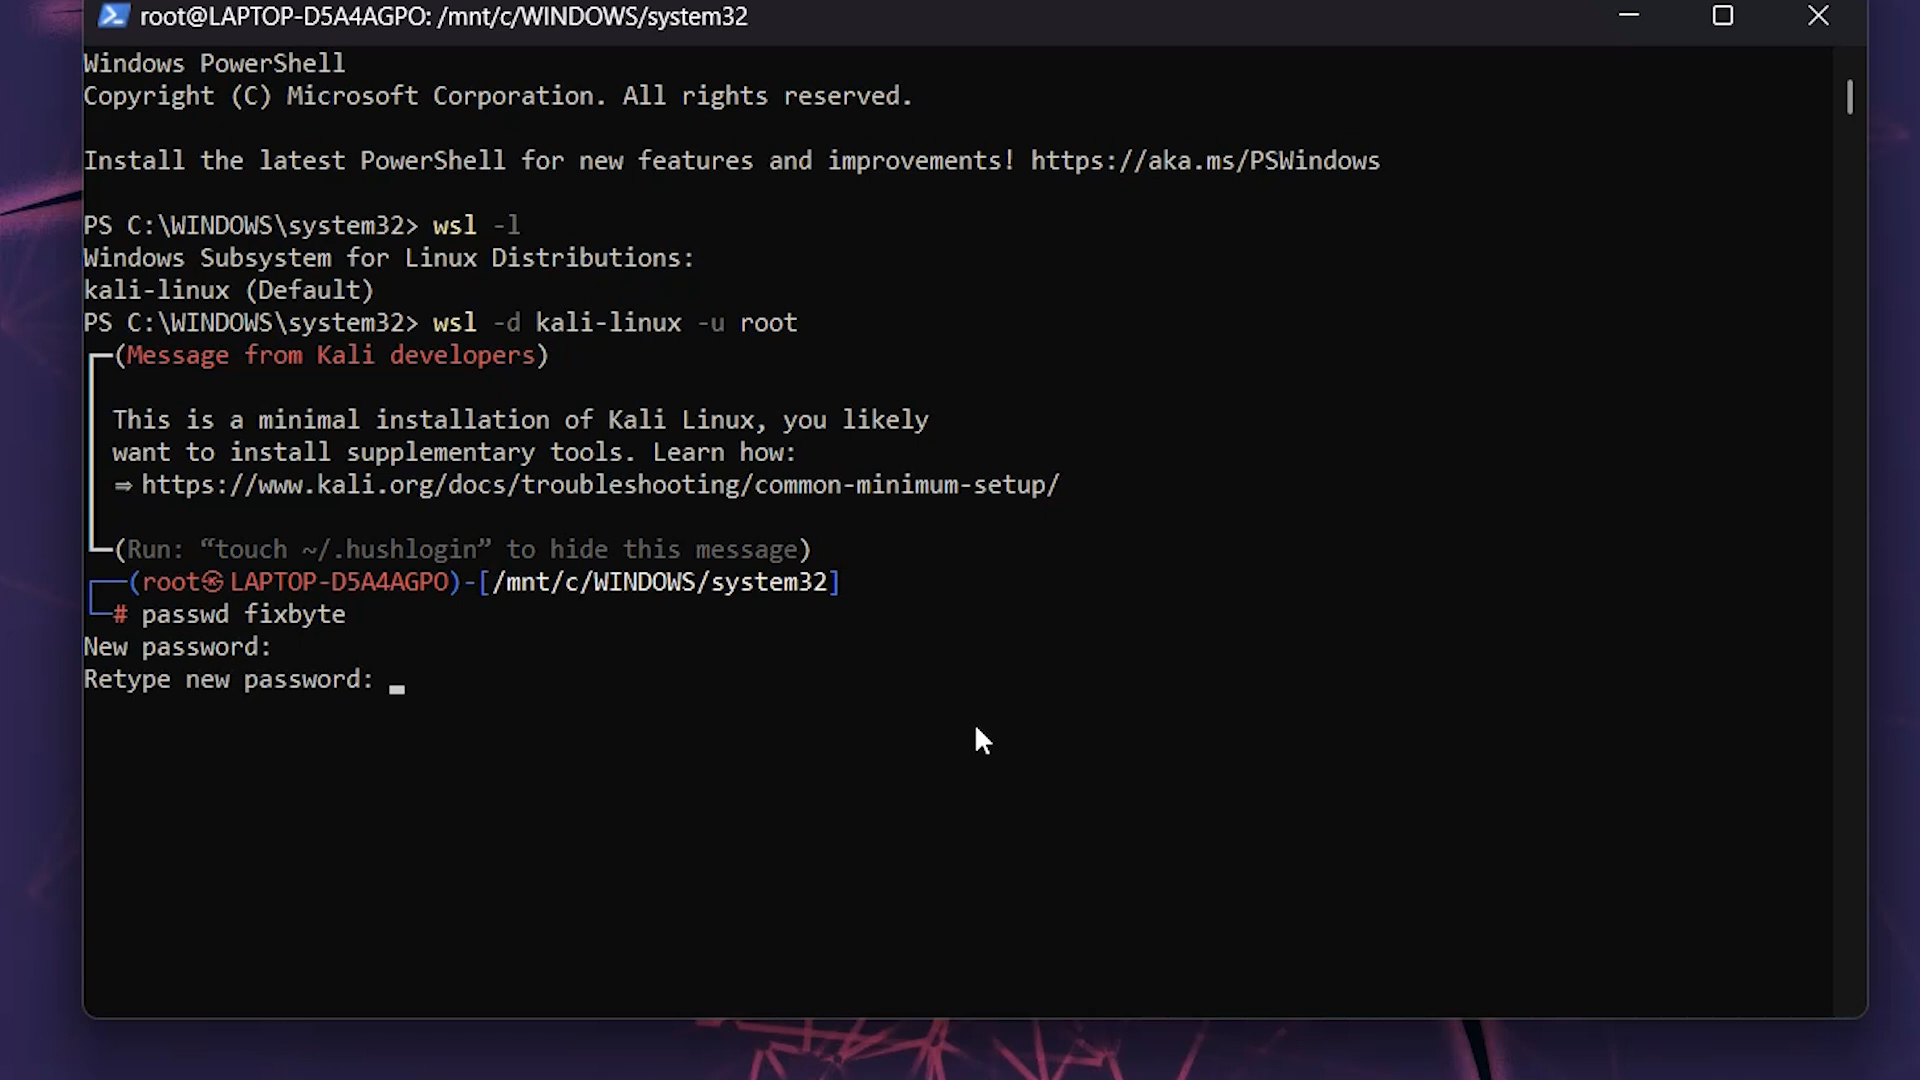 root@LAPTOP-D5A4AGPO: /mnt/c/WINDOWS/system32
Windows PowerShell
Copyright (C) Microsoft Corporation. All rights reserved.
Install the latest PowerShell for new features and improvements! https://aka.ms/PSWindows
PS C:\WINDOWS\system32> wsl -l
Windows Subsystem for Linux Distributions:
kali-linux (Default)
PS C:\WINDOWS\system32> wsl -d kali-linux -u root
┏━(Message from Kali developers)
┃ This is a minimal installation of Kali Linux, you likely
┃ want to install supplementary tools. Learn how:
┃ ⇒ https://www.kali.org/docs/troubleshooting/common-minimum-setup/
┗━(Run: “touch ~/.hushlogin” to hide this message)
┌──(root㉿LAPTOP-D5A4AGPO)-[/mnt/c/WINDOWS/system32]
└─# passwd fixbyte
New password:
Retype new password: